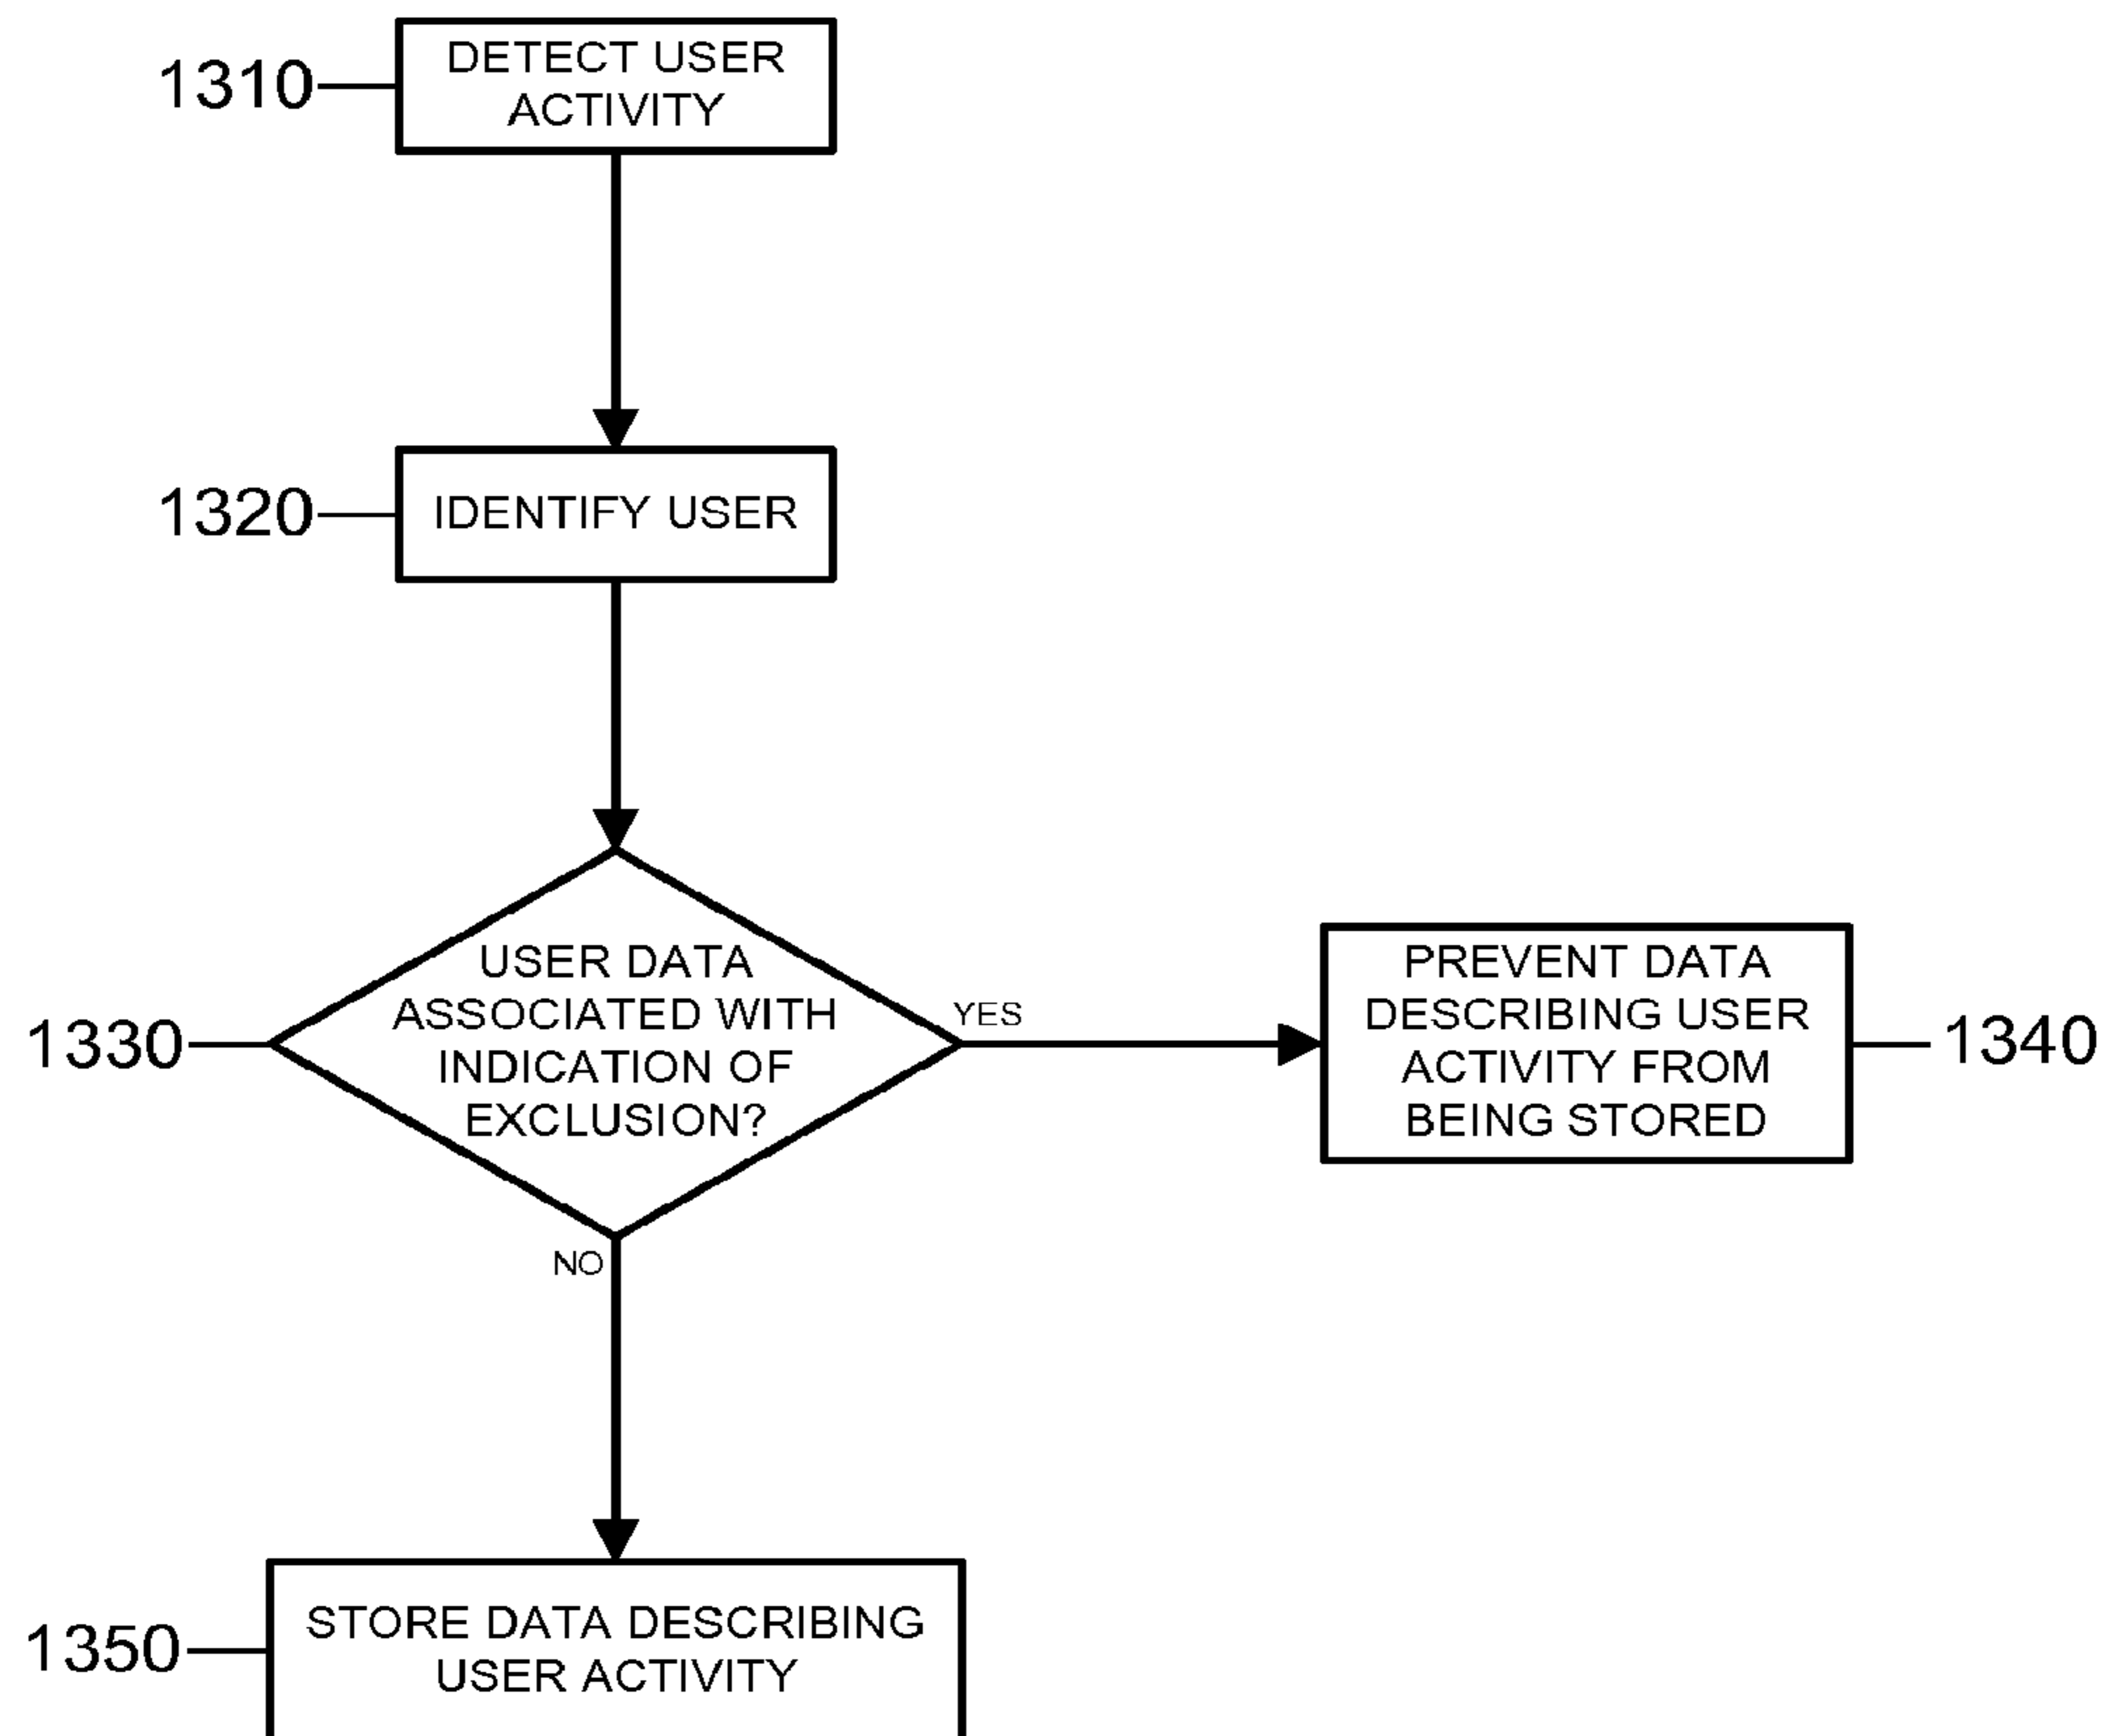 1310
DETECT USER
ACTIVITY
1320
IDENTIFY USER
1330
USER DATA
ASSOCIATED WITH
INDICATION OF
EXCLUSION?
YES
PREVENT DATA
DESCRIBING USER
ACTIVITY FROM
BEING STORED
1340
NO
1350
STORE DATA DESCRIBING
USER ACTIVITY